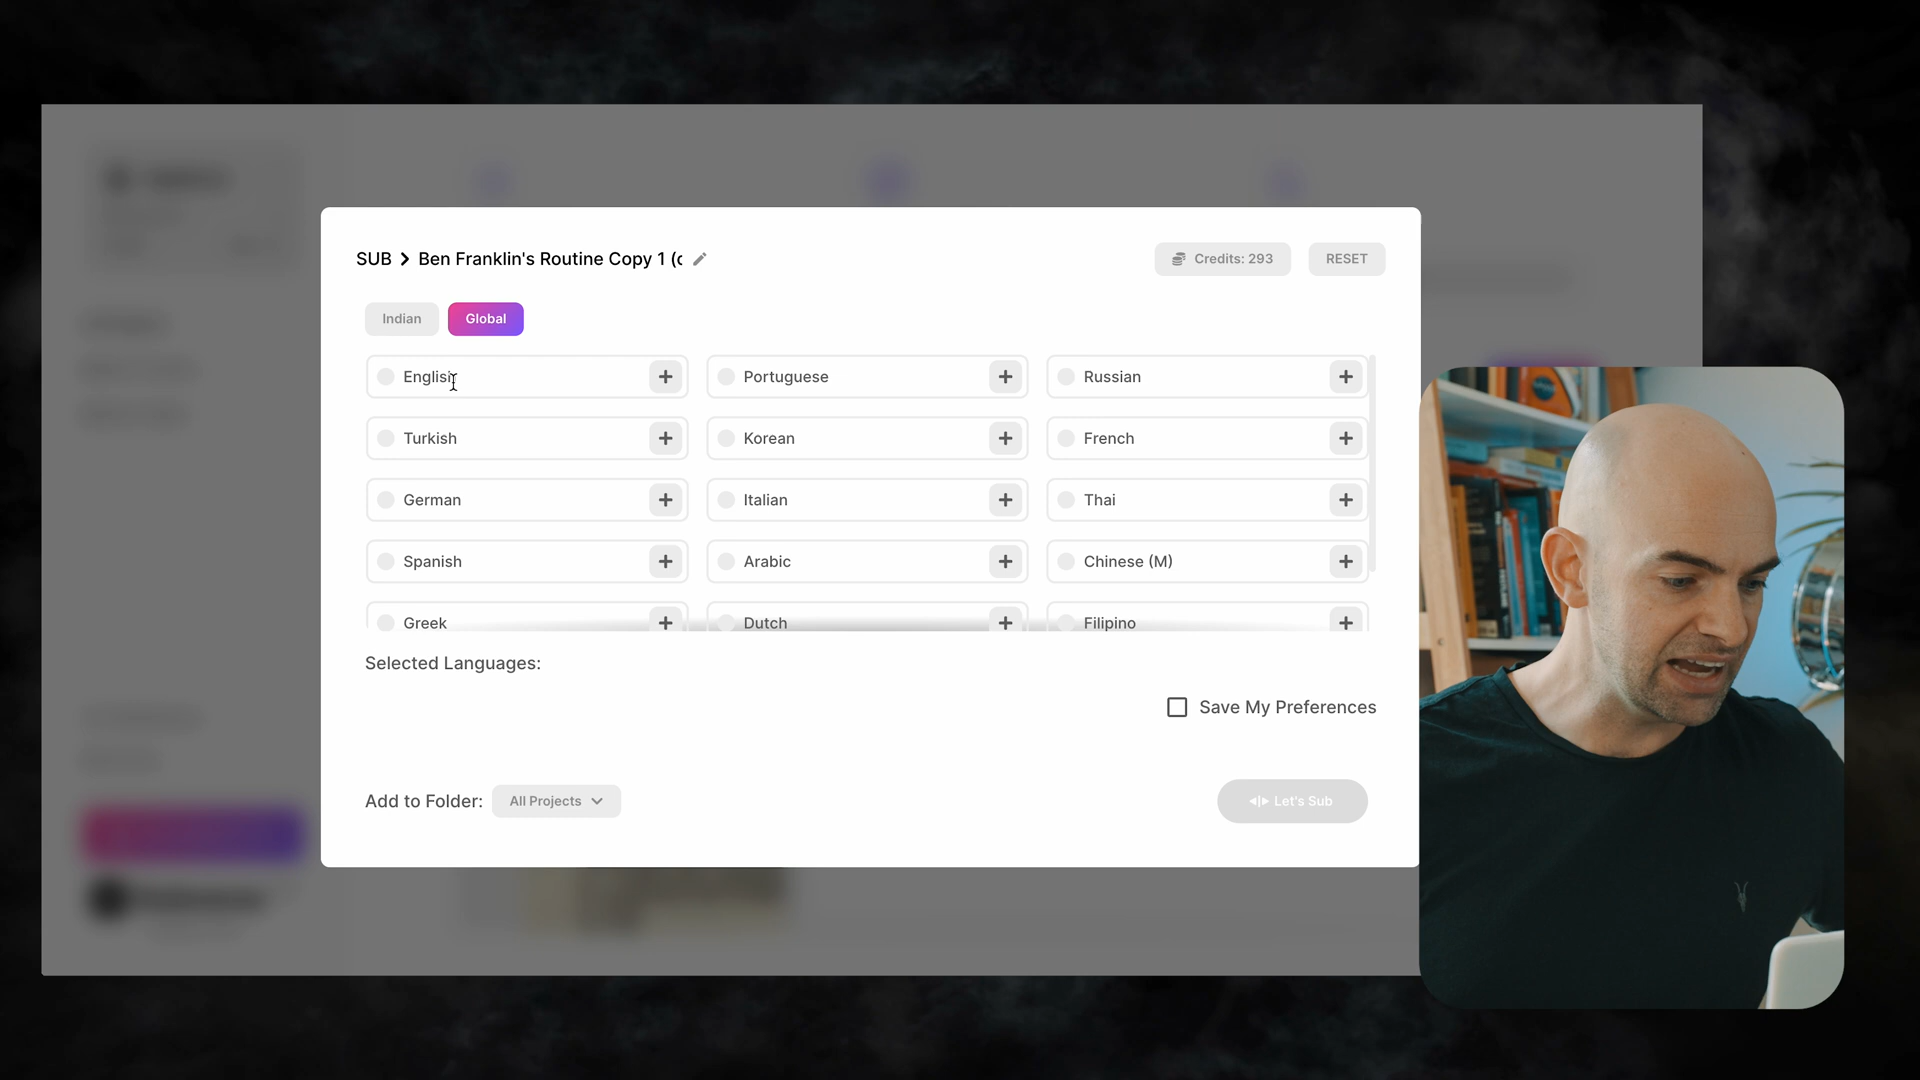 SUB > Ben Franklin's Routine Copy 1 (c
Credits: 293
RESET
Indian
Global
English
Portuguese
Russian
Turkish
Korean
French
German
Italian
Thai
Spanish
Arabic
Chinese (M)
Greek
Dutch
Filipino
Selected Languages:
Save My Preferences
Add to Folder: All Projects
Let's Sub